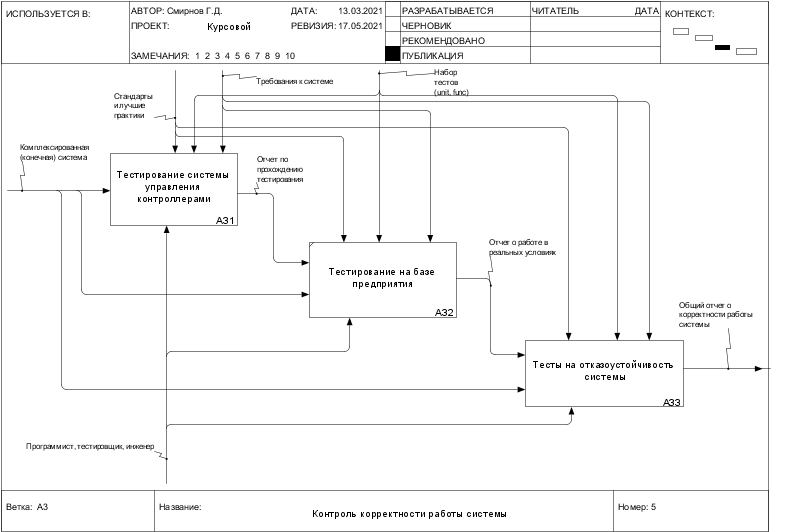 ИСПОЛЬЗУЕТСЯ В:
АВТОР: Смирнов Г.Д.
ДАТА: 13.03.2021
ПРОЕКТ: Курсовой
РЕВИЗИЯ: 17.05.2021
ЗАМЕЧАНИЯ: 1 2 3 4 5 6 7 8 9 10
РАЗРАБАТЫВАЕТСЯ
ЧЕРНОВИК
РЕКОМЕНДОВАНО
ПУБЛИКАЦИЯ
ЧИТАТЕЛЬ ДАТА
КОНТЕКСТ:
Стандарты
и лучшие
практики
Требования к системе
Набор
тестов
(unit, func)
Комплексированная
(конечная) система
Тестирование системы
управления
контроллерами
А31
Отчет по
прохождению
тестирования
Тестирование на базе
предприятия
А32
Отчет о работе в
реальных условиях
Тесты на отказоустойчивость
системы
А33
Общий отчет о
корректности работы
системы
Программист, тестировщик, инженер
Ветка: А3
Название:
Контроль корректности работы системы
Номер: 5